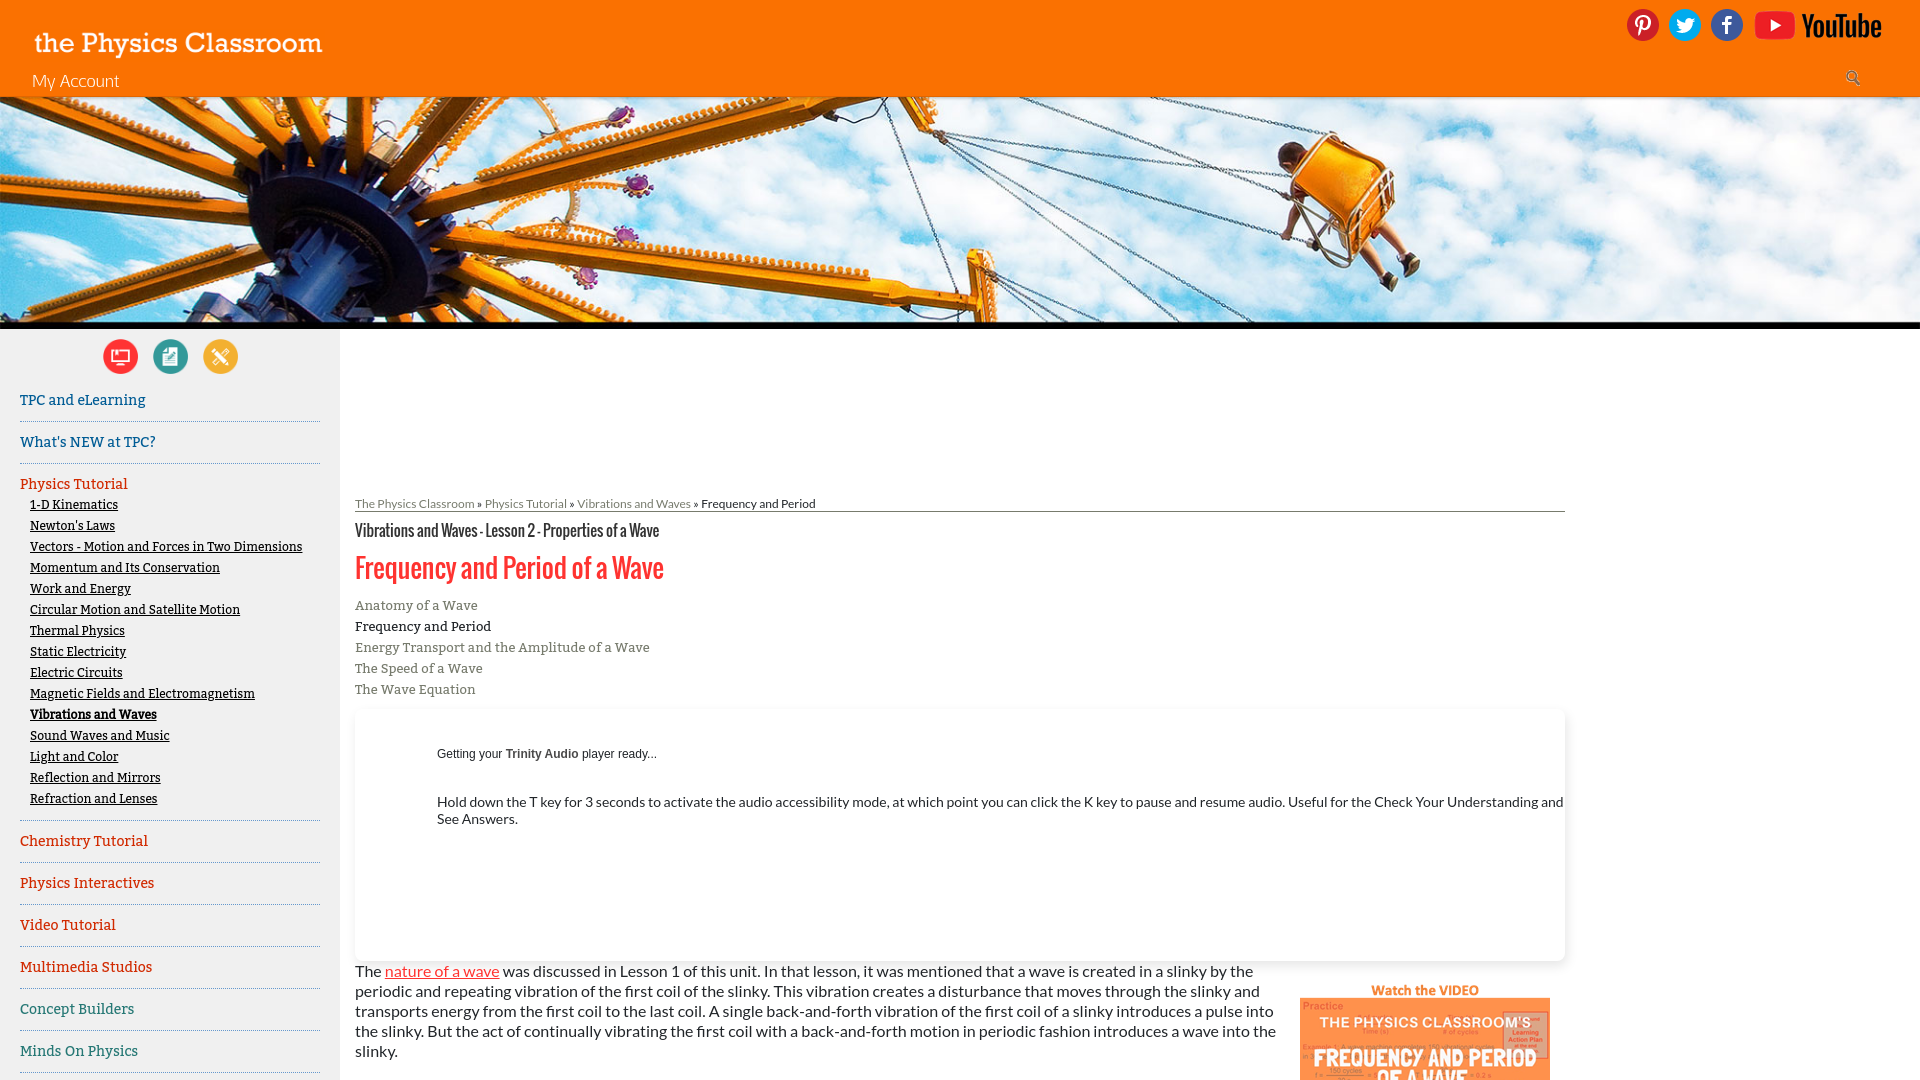 the Physics Classroom
YouTube
My Account
TPC and eLearning
What's NEW at TPC?
Physics Tutorial
1-D Kinematics
Newton's Laws
Vectors - Motion and Forces in Two Dimensions
Momentum and Its Conservation
Work and Energy
Circular Motion and Satellite Motion
Thermal Physics
Static Electricity
Electric Circuits
Magnetic Fields and Electromagnetism
Vibrations and Waves
Sound Waves and Music
Light and Color
Reflection and Mirrors
Refraction and Lenses
Chemistry Tutorial
Physics Interactives
Video Tutorial
Multimedia Studios
Concept Builders
Minds On Physics
The Physics Classroom » Physics Tutorial » Vibrations and Waves » Frequency and Period
Vibrations and Waves - Lesson 2 - Properties of a Wave
Frequency and Period of a Wave
Anatomy of a Wave
Frequency and Period
Energy Transport and the Amplitude of a Wave
The Speed of a Wave
The Wave Equation
Getting your Trinity Audio player ready...
Hold down the T key for 3 seconds to activate the audio accessibility mode, at which point you can click the K key to pause and resume audio. Useful for the Check Your Understanding and
See Answers.
The nature of a wave was discussed in Lesson 1 of this unit. In that lesson, it was mentioned that a wave is created in a slinky by the
periodic and repeating vibration of the first coil of the slinky. This vibration creates a disturbance that moves through the slinky and
transports energy from the first coil to the last coil. A single back-and-forth vibration of the first coil of a slinky introduces a pulse into
the slinky. But the act of continually vibrating the first coil with a back-and-forth motion in periodic fashion introduces a wave into the
slinky.
Watch the VIDEO
Practice
THE PHYSICS CLASSROOM'S
Learning
Action Plan
FREQUENCY AND PERIOD
150 cycles
OF A WAVE